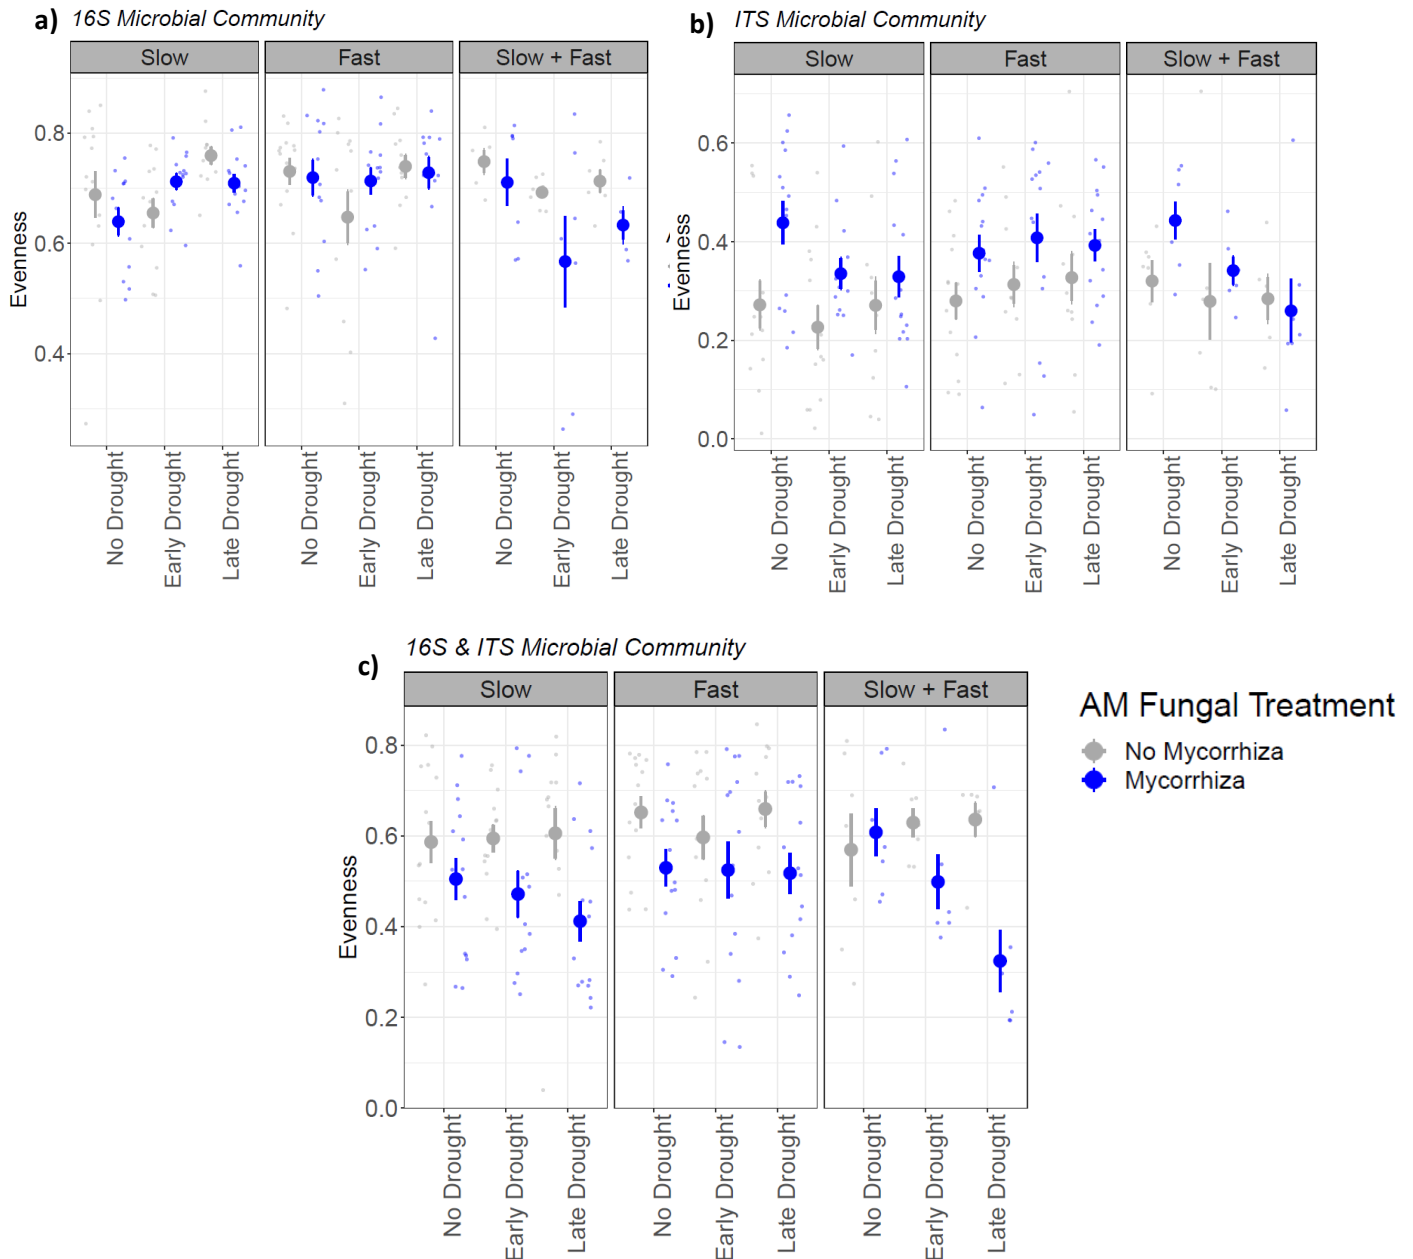 a) 16S Microbial Community
Slow Fast Slow + Fast
Evenness
0.8
0.6
0.4
No Drought Early Drought Late Drought No Drought Early Drought Late Drought No Drought Early Drought Late Drought
b) ITS Microbial Community
Slow Fast Slow + Fast
Evenness
0.6
0.4
0.2
0.0
No Drought Early Drought Late Drought No Drought Early Drought Late Drought No Drought Early Drought Late Drought
c) 16S & ITS Microbial Community
Slow Fast Slow + Fast
Evenness
0.8
0.6
0.4
0.2
0.0
No Drought Early Drought Late Drought No Drought Early Drought Late Drought No Drought Early Drought Late Drought
AM Fungal Treatment
No Mycorrhiza
Mycorrhiza